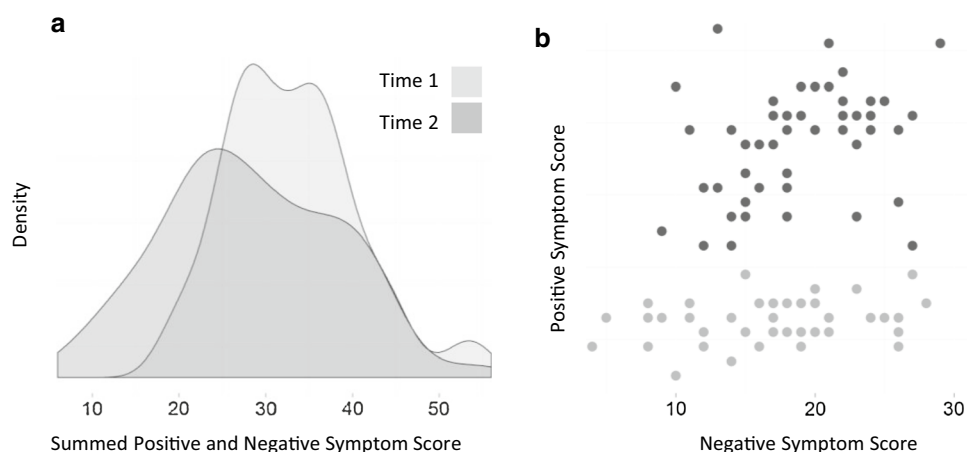 a
Time 1
Time 2
Density
10 20 30 40 50
Summed Positive and Negative Symptom Score
b
Positive Symptom Score
10 20 30
Negative Symptom Score